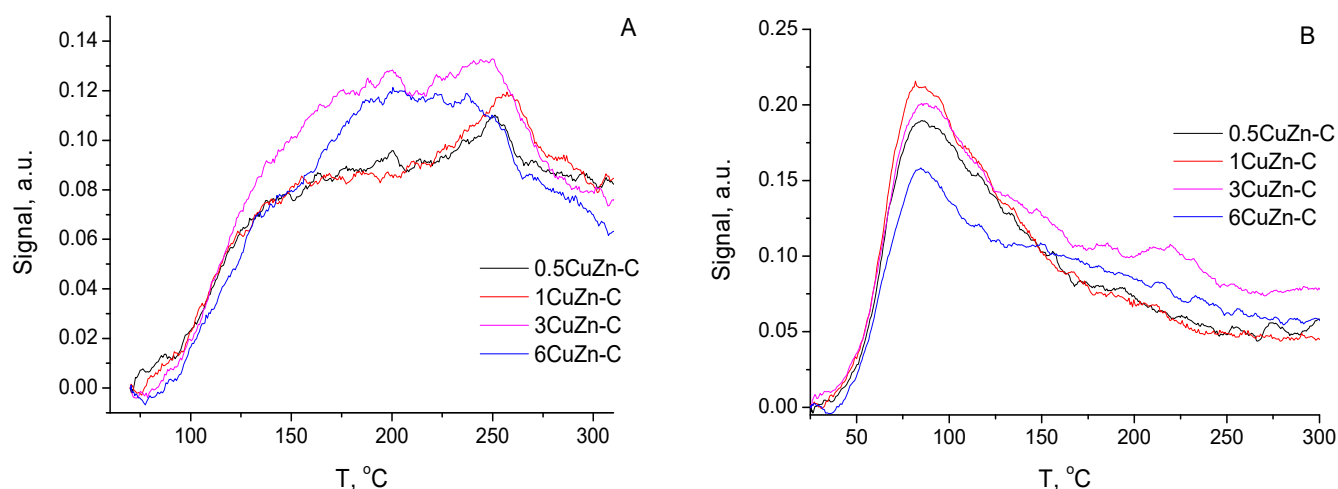 A
Signal, a.u.
0.14
0.12
0.10
0.08
0.06
0.04
0.02
0.00
0.5CuZn-C
1CuZn-C
3CuZn-C
6CuZn-C
100 150 200 250 300
T, °C
B
Signal, a.u.
0.25
0.20
0.15
0.10
0.05
0.00
0.5CuZn-C
1CuZn-C
3CuZn-C
6CuZn-C
50 100 150 200 250 300
T, °C